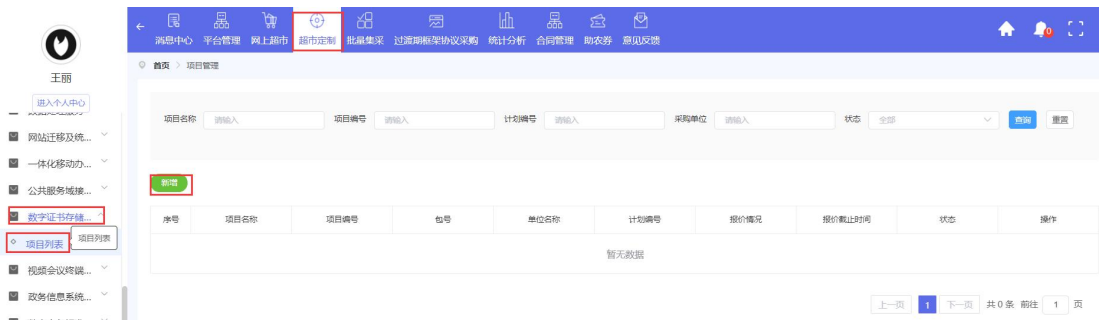 消息中心 平台管理 网上超市 超市定制 批量集采 过渡期框架协议采购 统计分析 合同管理 助农券 意见反馈
0
首页 > 项目管理
王丽
进入个人中心
网站迁移及统...
一体化移动办...
公共服务域接...
数字证书存储...
项目列表
项目列表
视频会议终端...
政务信息系统...
项目名称 请输入 项目编号 请输入 计划编号 请输入 采购单位 请输入 状态 全部 查询 重置
新增
序号 项目名称 项目编号 包号 单位名称 计划编号 报价情况 报价截止时间 状态 操作
暂无数据
上一页 1 下一页 共 0 条 前往 1 页